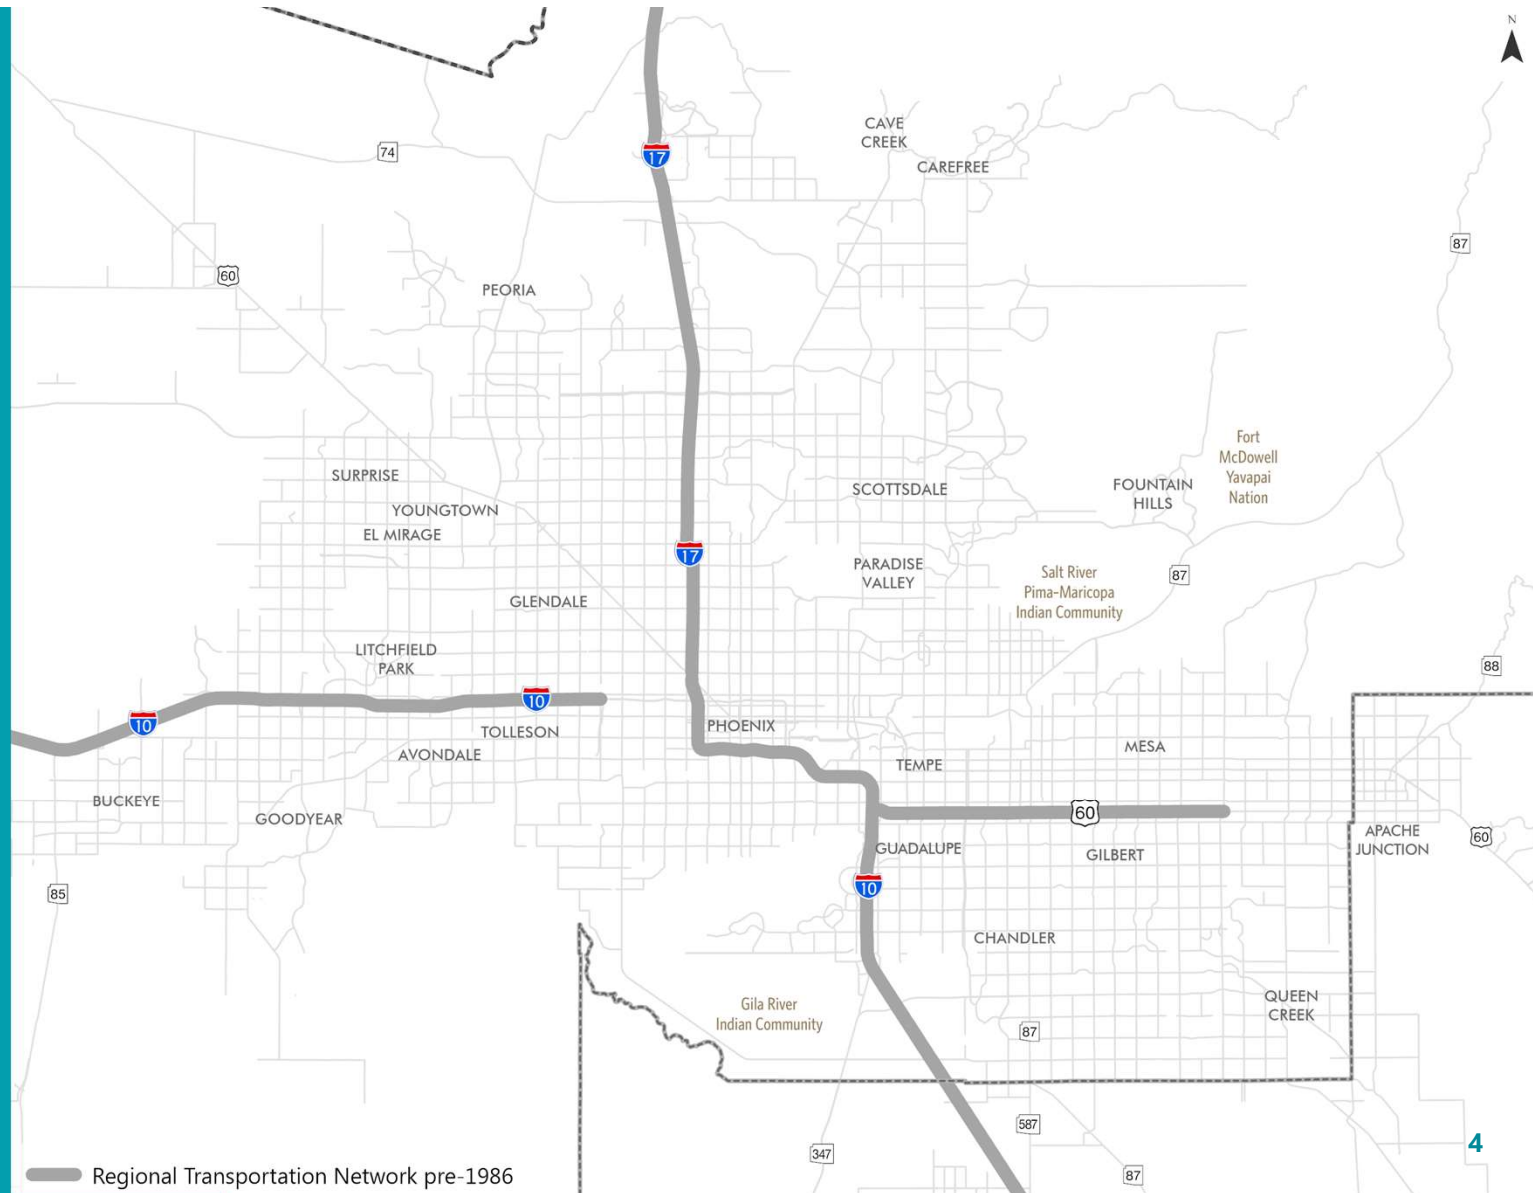 N
CAVE
CREEK
17
74
CAREFREE
87
60
PEORIA
Fort
McDowell
Yavapai
Nation
SURPRISE
SCOTTSDALE
FOUNTAIN
HILLS
YOUNGTOWN
EL MIRAGE
17
PARADISE
VALLEY
Salt River
Pima-Maricopa
Indian Community
87
GLENDALE
LITCHFIELD
PARK
88
10
10
TOLLESON
PHOENIX
AVONDALE
MESA
TEMPE
BUCKEYE
GOODYEAR
60
APACHE
JUNCTION
60
GUADALUPE
GILBERT
10
85
CHANDLER
Gila River
Indian Community
QUEEN
CREEK
87
587
347
87
4
Regional Transportation Network pre-1986